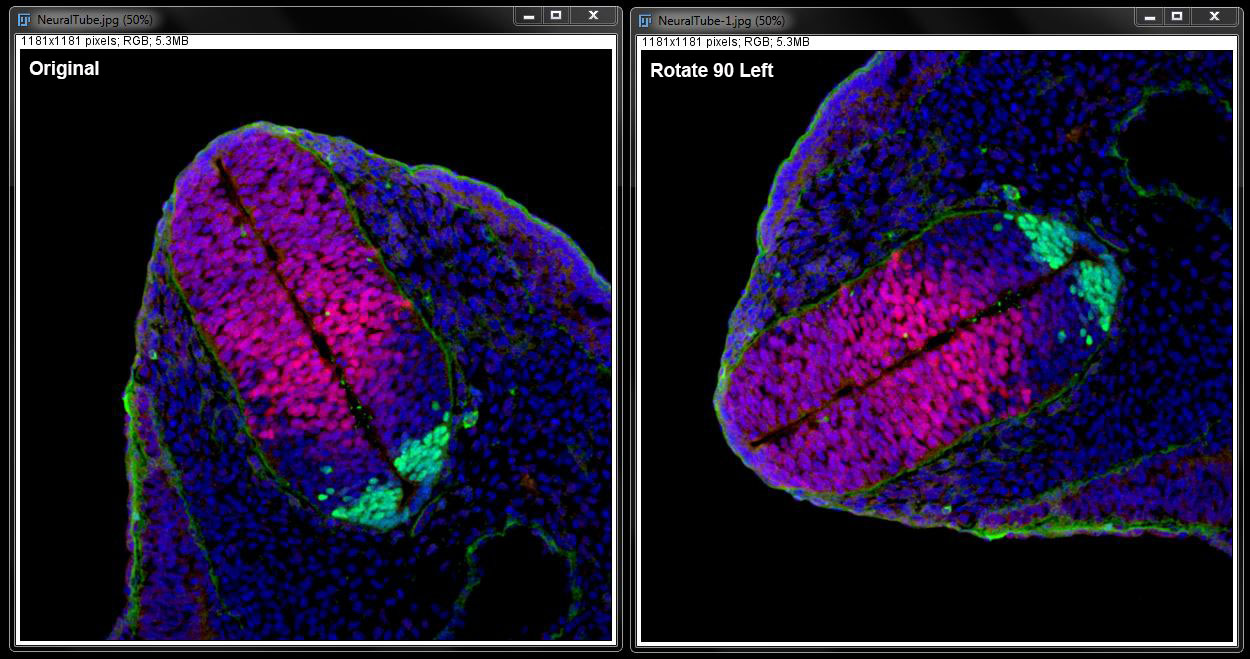 NeuralTube.jpg (50%)
1181x1181 pixels; RGB; 5.3MB
Original
NeuralTube-1.jpg (50%)
1181x1181 pixels; RGB; 5.3MB
Rotate 90 Left